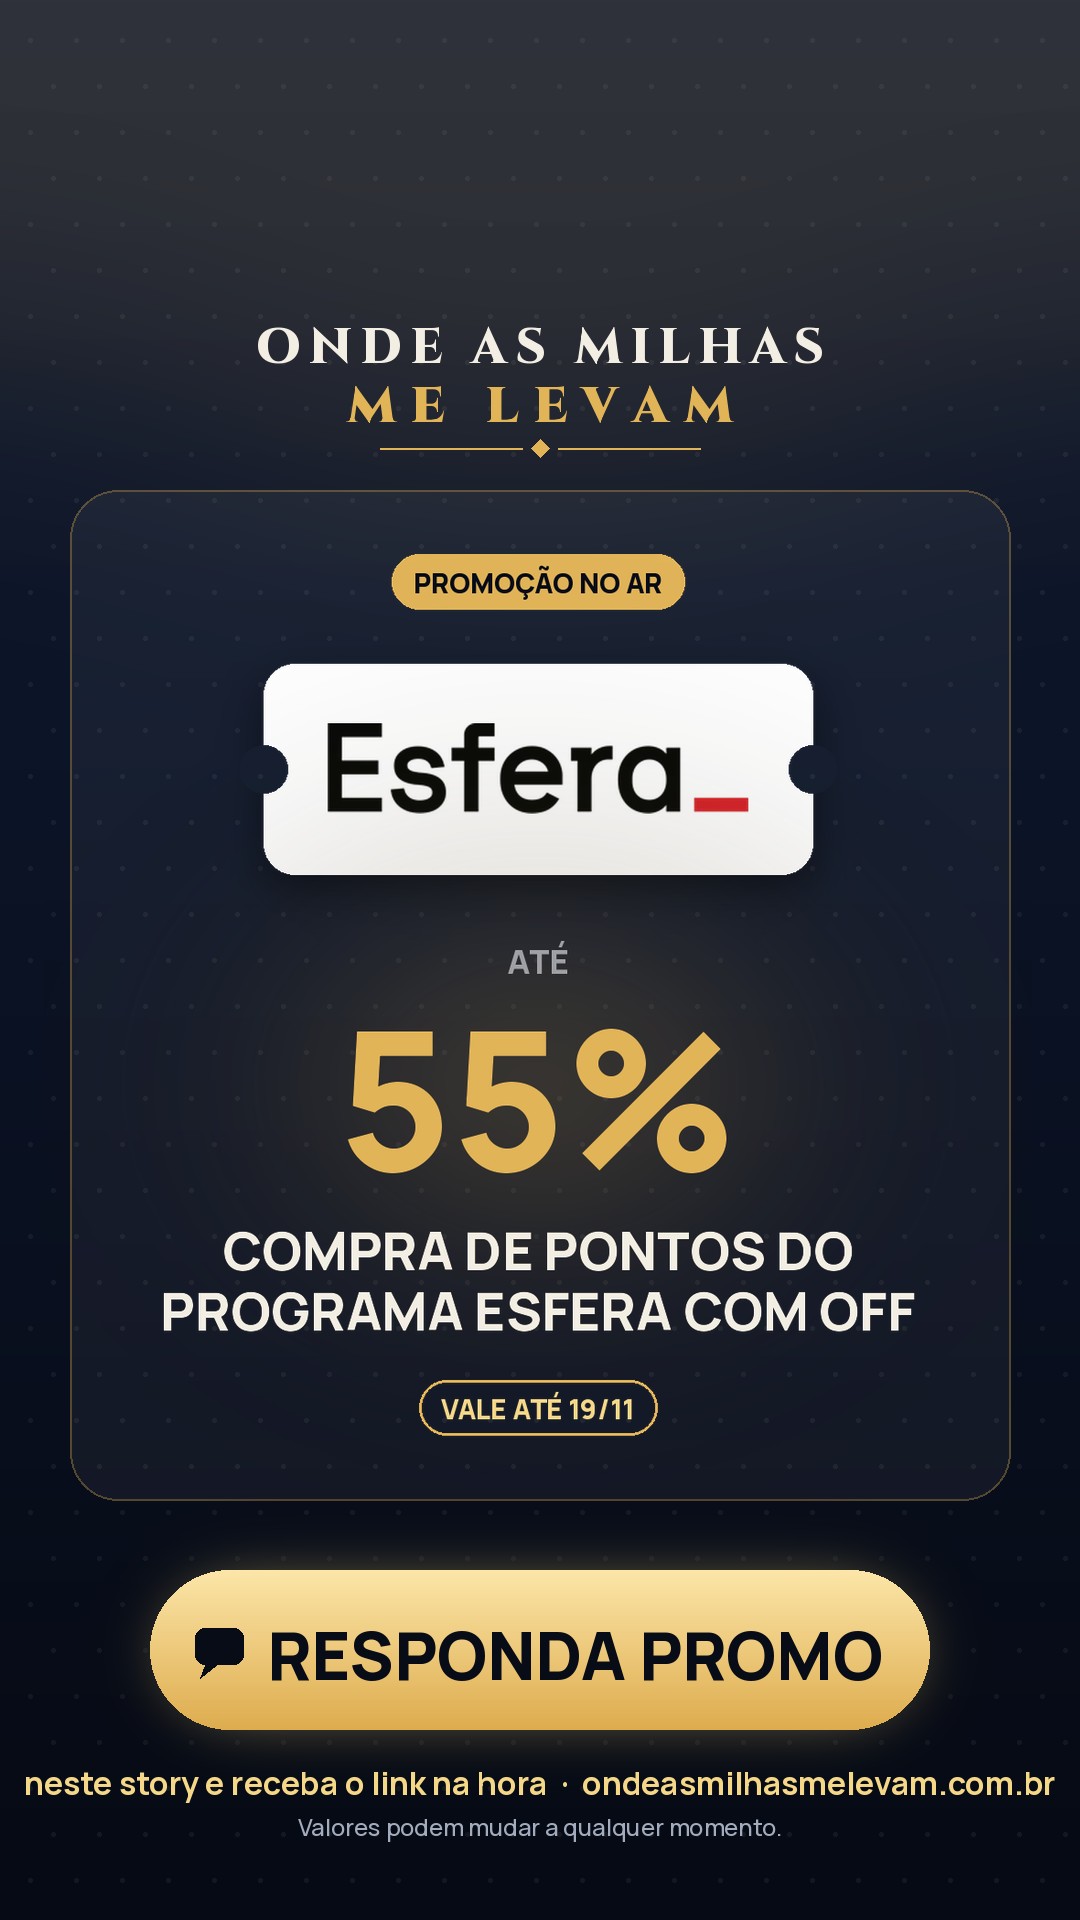 ONDE AS MILHAS
ME LEVAM
PROMOÇÃO NO AR
Esfera_
ATÉ
55%
COMPRA DE PONTOS DO
PROGRAMA ESFERA COM OFF
VALE ATÉ 19/11
RESPONDA PROMO
neste story e receba o link na hora · ondeasmilhasmelevam.com.br
Valores podem mudar a qualquer momento.